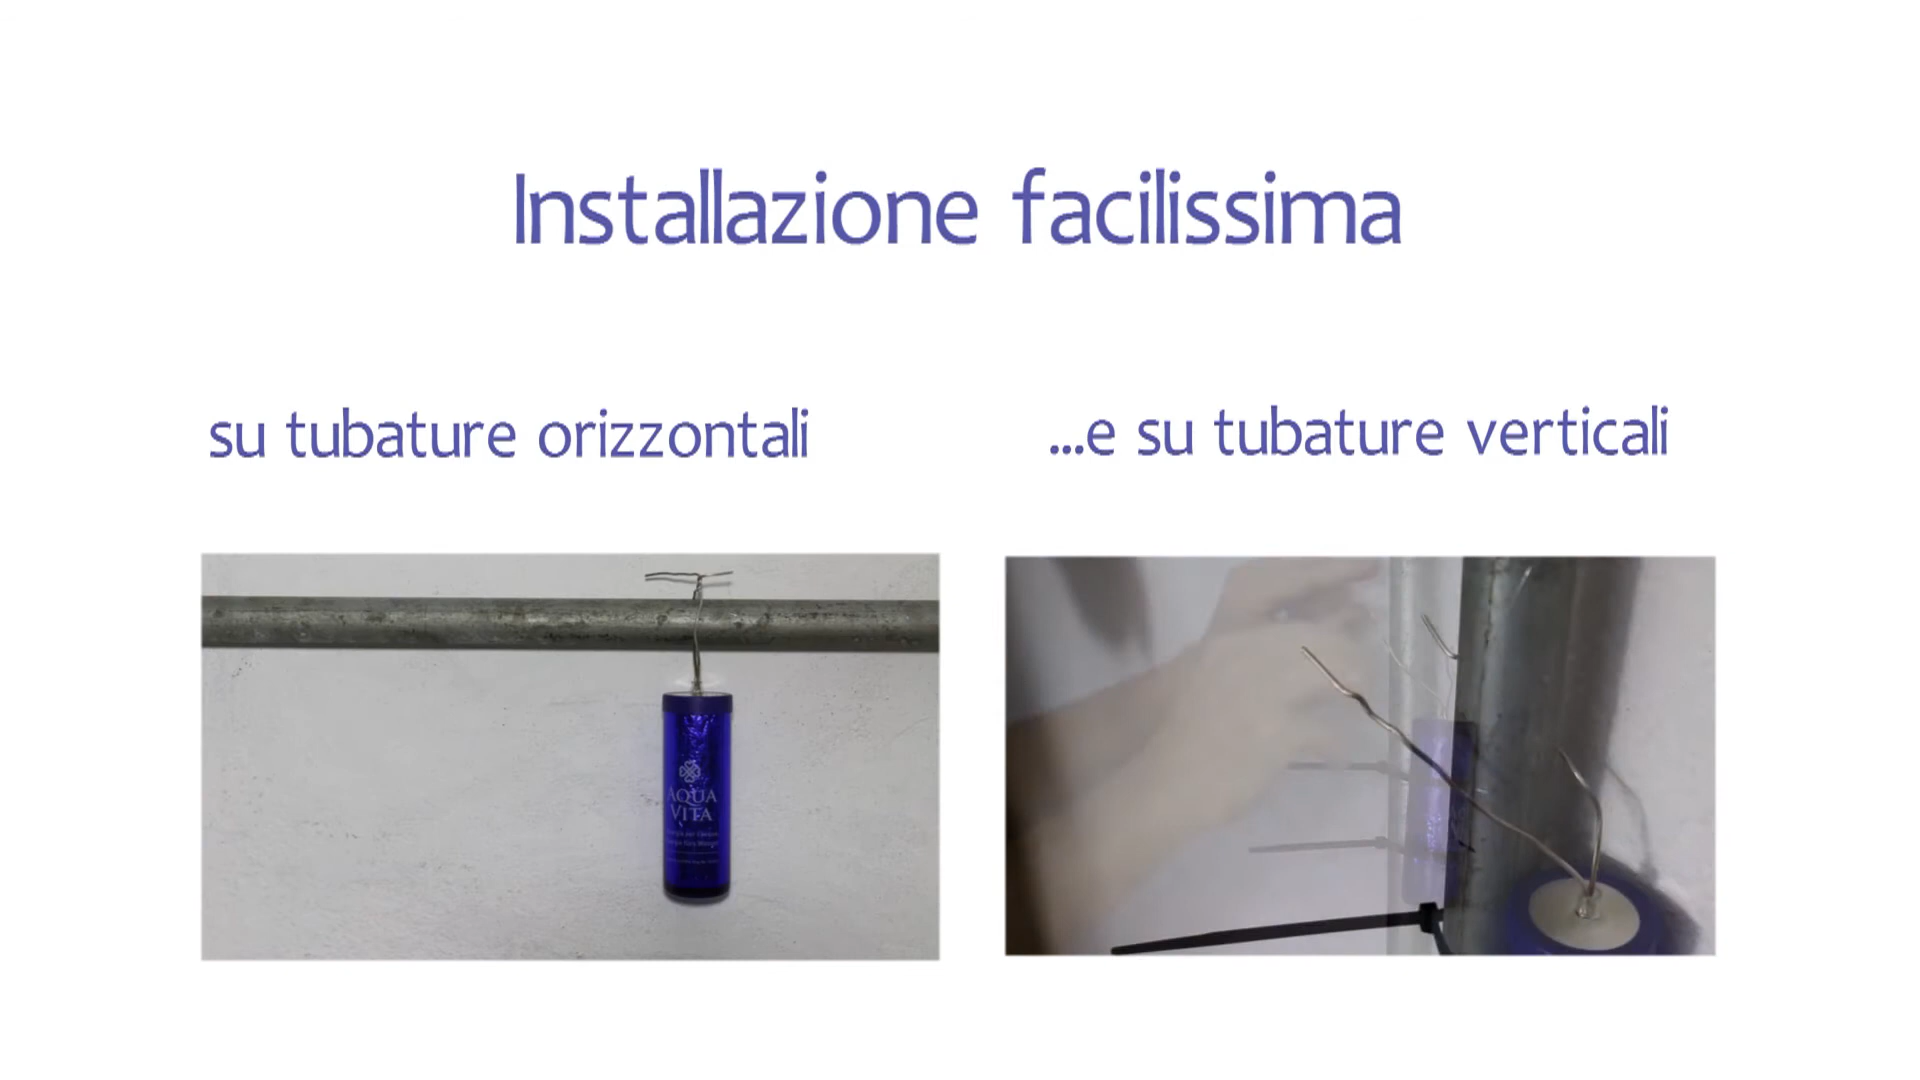 Installazione facilissima
su tubature orizzontali
...e su tubature verticali
AQUA
VITA